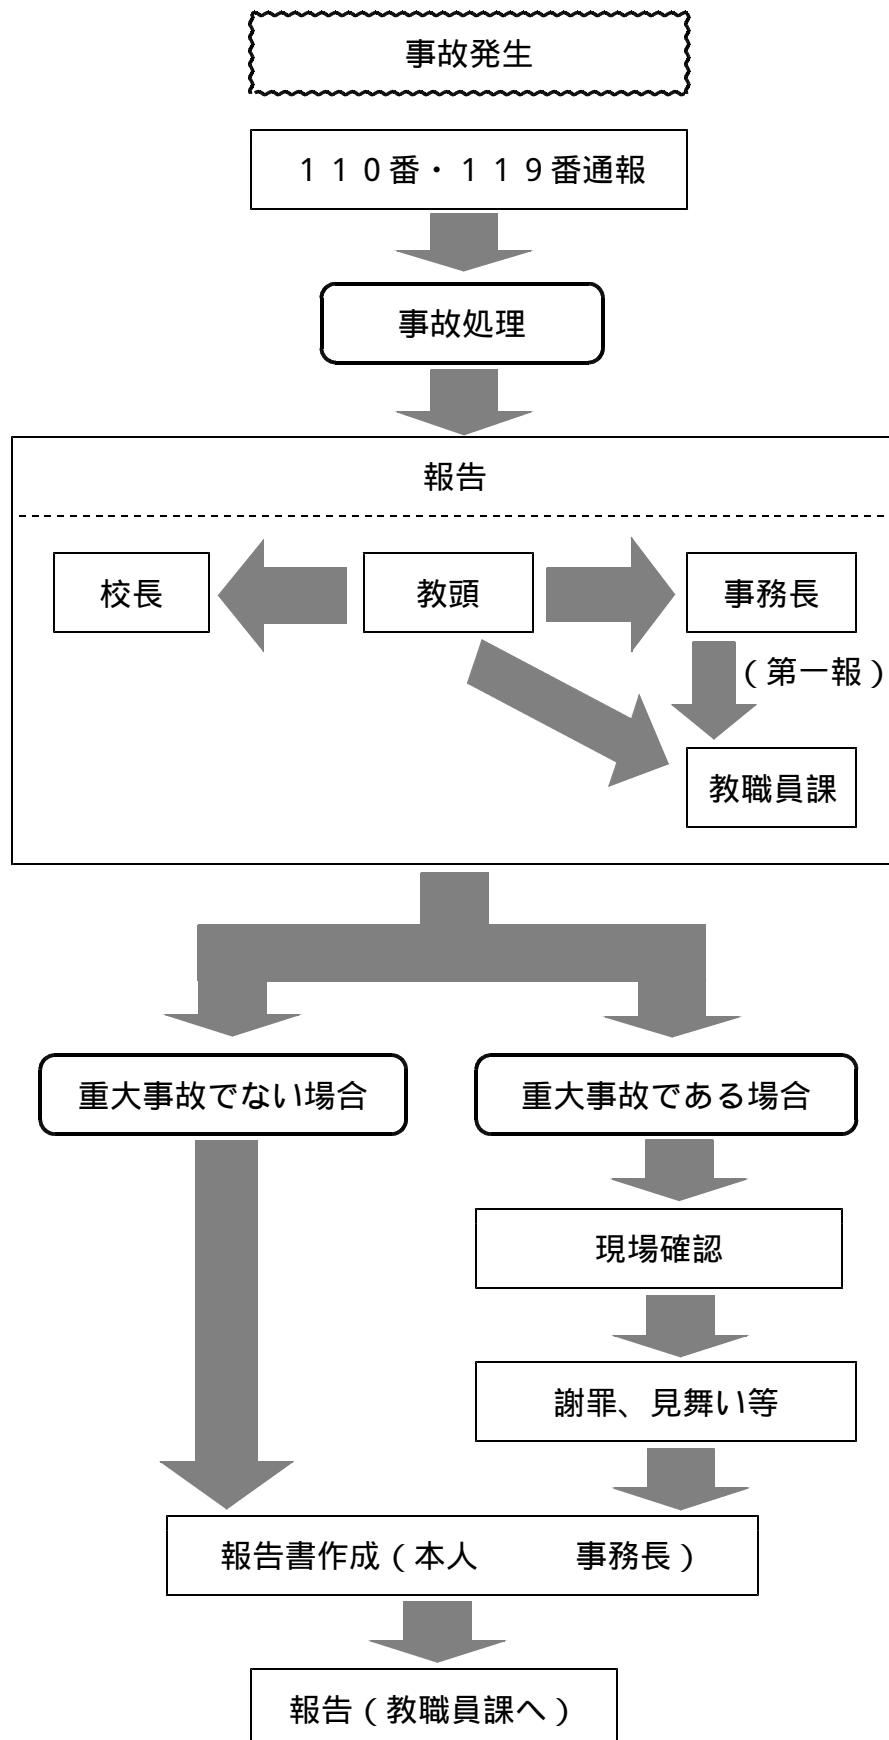 事故発生
１１０番・１１９番通報
事故処理
報告
校長
教頭
事務長
（第一報）
教職員課
重大事故でない場合
重大事故である場合
現場確認
謝罪、見舞い等
報告書作成（本人　　　事務長）
報告（教職員課へ）